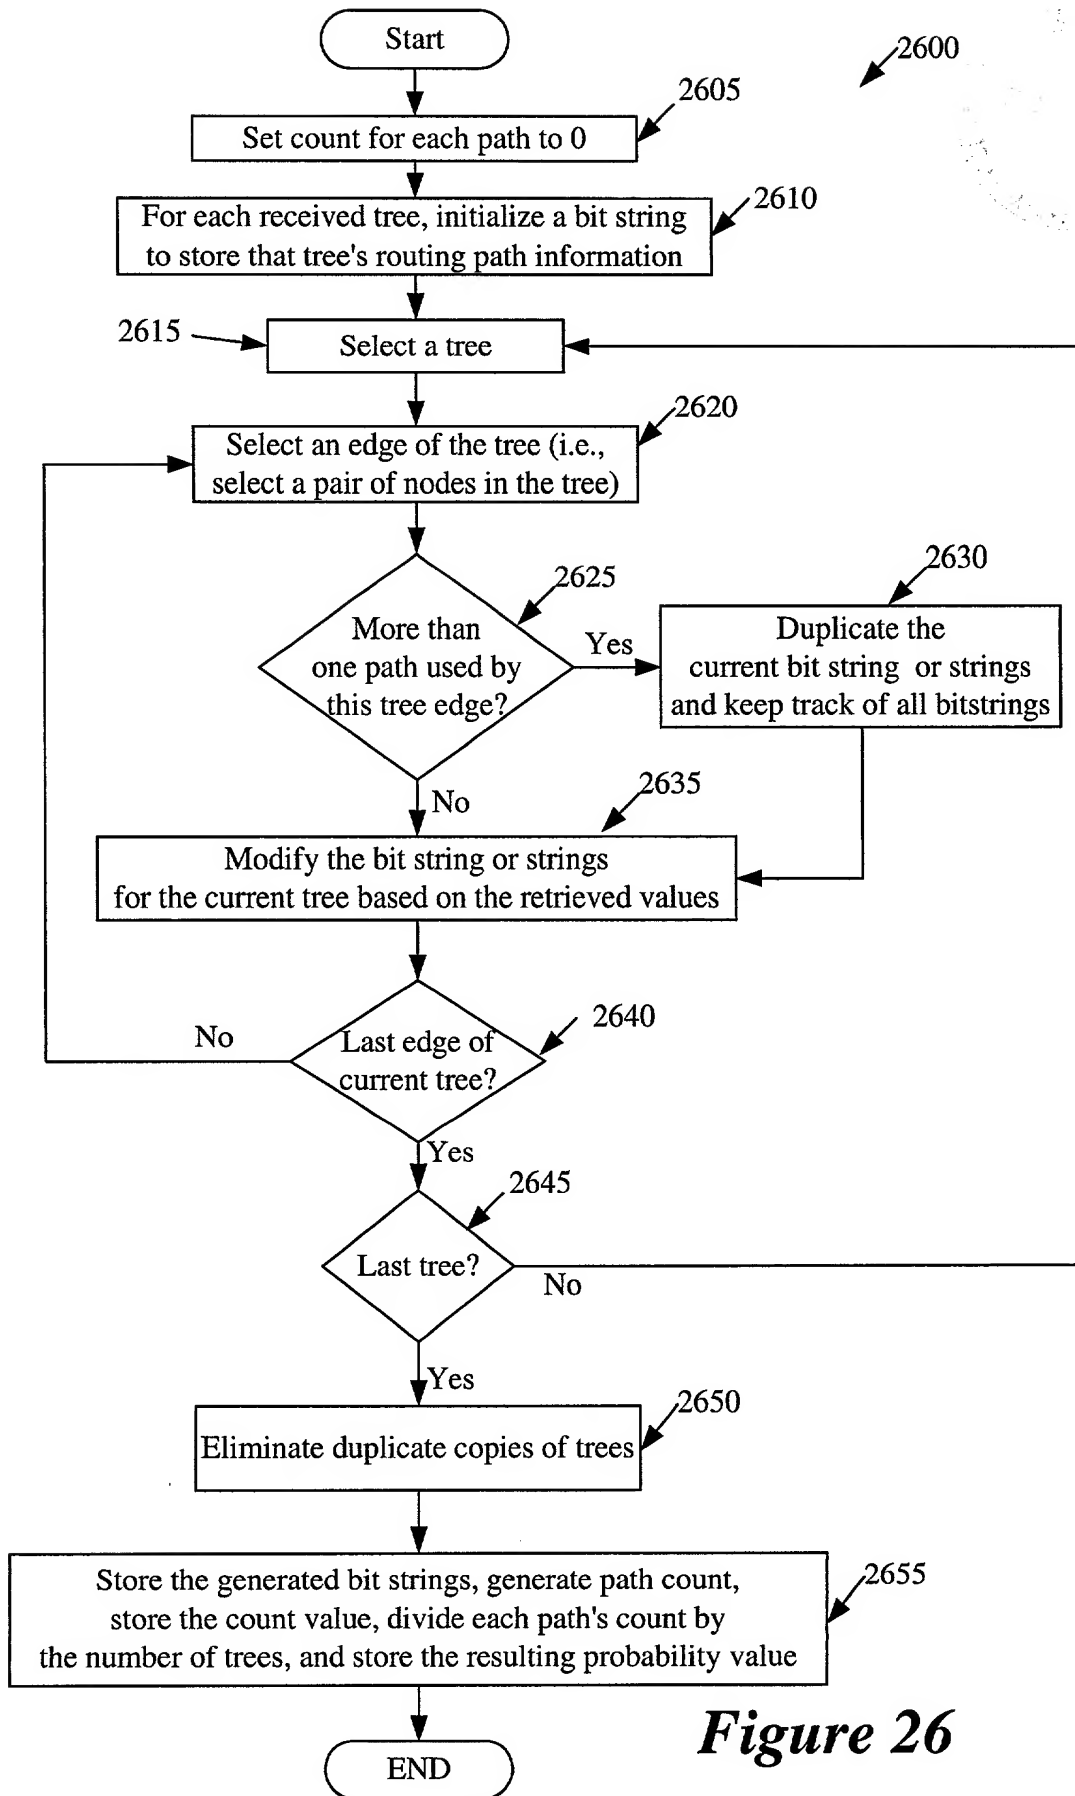 Start
2600
2605
Set count for each path to 0
2610
For each received tree, initialize a bit string
to store that tree's routing path information
2615
Select a tree
2620
Select an edge of the tree (i.e.,
select a pair of nodes in the tree)
2625
More than
one path used by
this tree edge?
Yes
2630
Duplicate the
current bit string or strings
and keep track of all bitstrings
No
2635
Modify the bit string or strings
for the current tree based on the retrieved values
No
2640
Last edge of
current tree?
Yes
2645
Last tree?
No
Yes
2650
Eliminate duplicate copies of trees
2655
Store the generated bit strings, generate path count,
store the count value, divide each path's count by
the number of trees, and store the resulting probability value
END
Figure 26